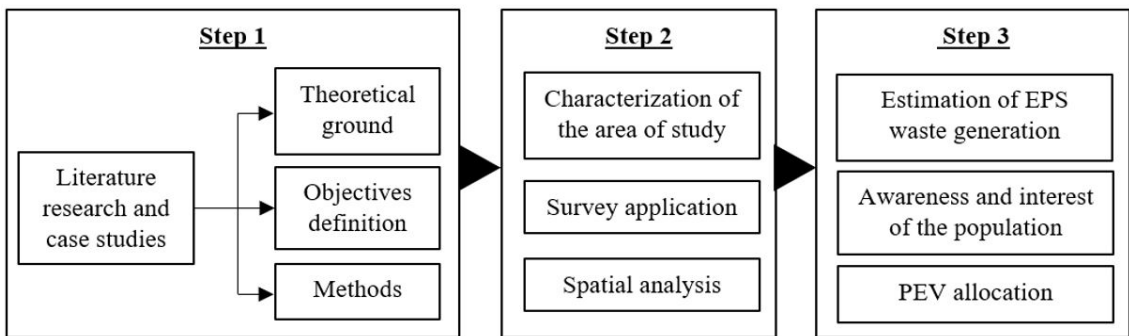 Step 1
Literature
research and
case studies
Theoretical
ground
Objectives
definition
Methods
Step 2
Characterization of
the area of study
Survey application
Spatial analysis
Step 3
Estimation of EPS
waste generation
Awareness and interest
of the population
PEV allocation